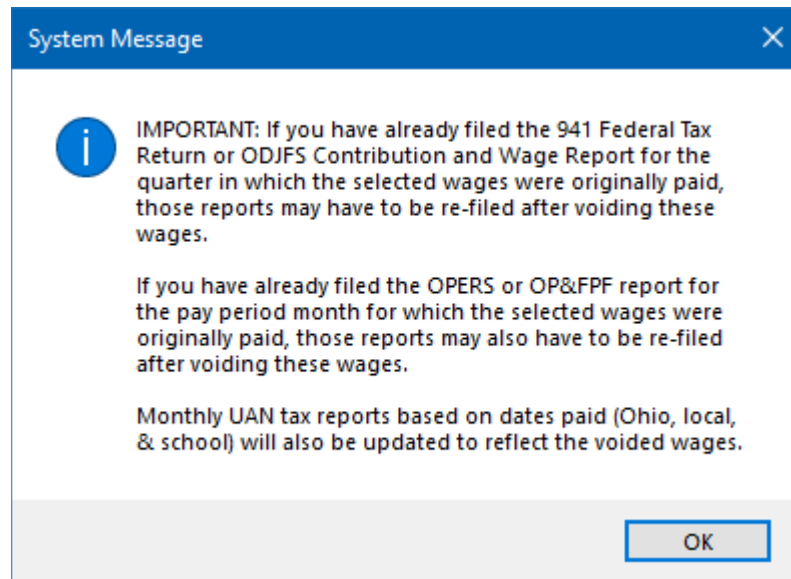 System Message
IMPORTANT: If you have already filed the 941 Federal Tax
Return or ODJFS Contribution and Wage Report for the
quarter in which the selected wages were originally paid,
those reports may have to be re-filed after voiding these
wages.
If you have already filed the OPERS or OP&FPF report for
the pay period month for which the selected wages were
originally paid, those reports may also have to be re-filed
after voiding these wages.
Monthly UAN tax reports based on dates paid (Ohio, local,
& school) will also be updated to reflect the voided wages.
OK